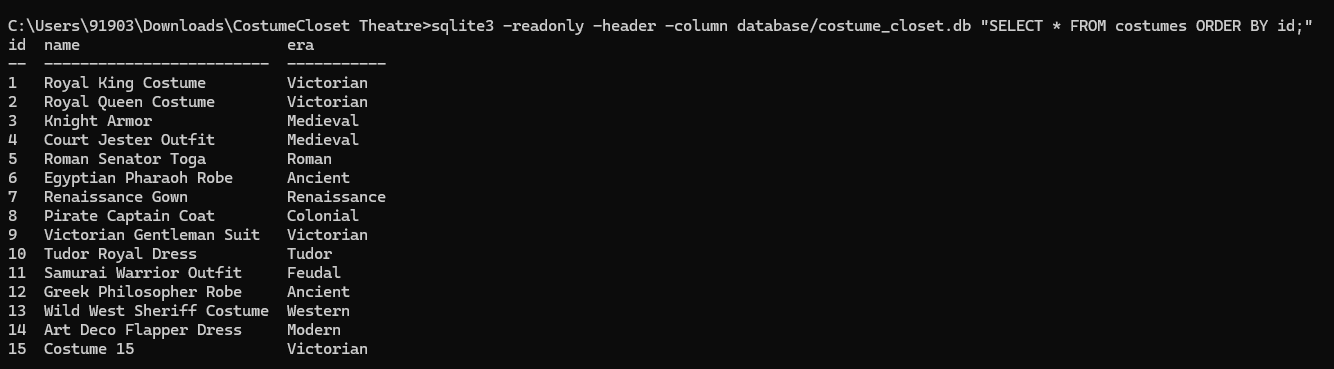 C:\Users\91903\Downloads\CostumeCloset Theatre>sqlite3 -readonly -header -column database/costume_closet.db "SELECT * FROM costumes ORDER BY id;"
id  name                       era
--  -------------------------  -----------
1   Royal King Costume         Victorian
2   Royal Queen Costume        Victorian
3   Knight Armor               Medieval
4   Court Jester Outfit        Medieval
5   Roman Senator Toga         Roman
6   Egyptian Pharaoh Robe      Ancient
7   Renaissance Gown           Renaissance
8   Pirate Captain Coat        Colonial
9   Victorian Gentleman Suit   Victorian
10  Tudor Royal Dress          Tudor
11  Samurai Warrior Outfit     Feudal
12  Greek Philosopher Robe     Ancient
13  Wild West Sheriff Costume  Western
14  Art Deco Flapper Dress     Modern
15  Costume 15                 Victorian